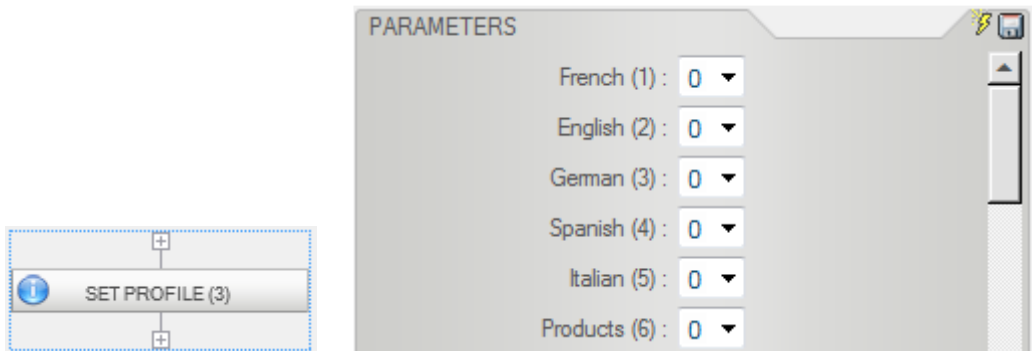 PARAMETERS
French (1) : 0
English (2) : 0
German (3) : 0
Spanish (4) : 0
Italian (5) : 0
Products (6) : 0
SET PROFILE (3)